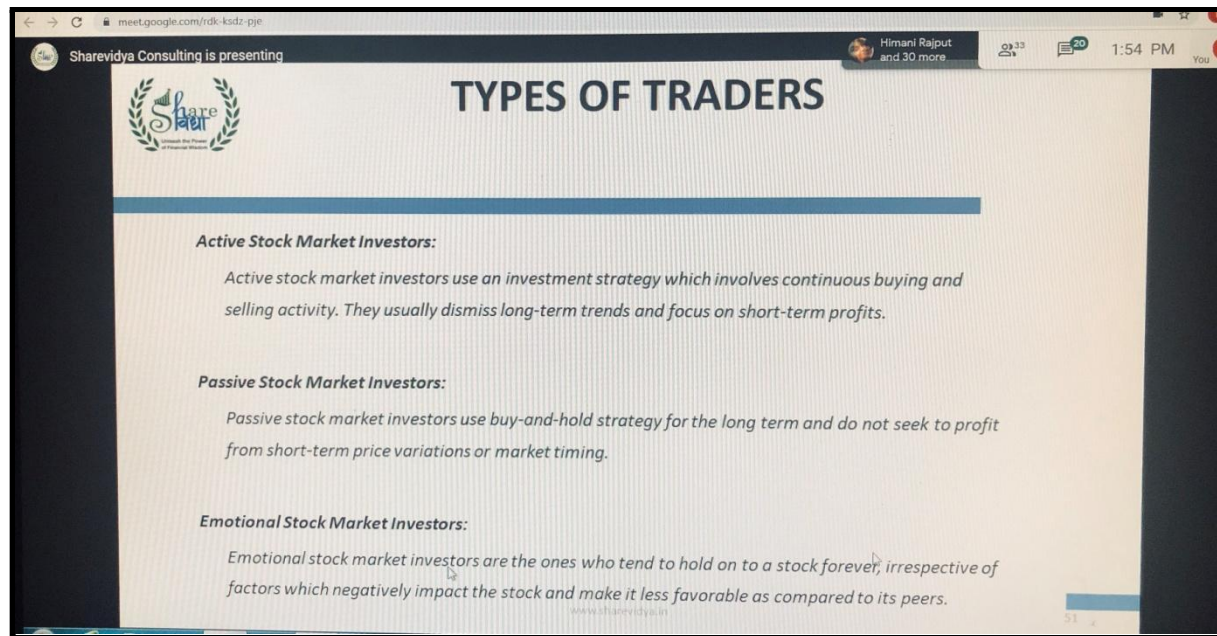 meet.google.com/rdk-ksdz-pje
Sharevidya Consulting is presenting
Himani Rajput
and 30 more
33
20
1:54 PM
You
Share
विद्या
Unleash the Power
of Financial Wisdom
TYPES OF TRADERS
Active Stock Market Investors:
Active stock market investors use an investment strategy which involves continuous buying and
selling activity. They usually dismiss long-term trends and focus on short-term profits.
Passive Stock Market Investors:
Passive stock market investors use buy-and-hold strategy for the long term and do not seek to profit
from short-term price variations or market timing.
Emotional Stock Market Investors:
Emotional stock market investors are the ones who tend to hold on to a stock forever, irrespective of
factors which negatively impact the stock and make it less favorable as compared to its peers.
www.sharevidya.in
51